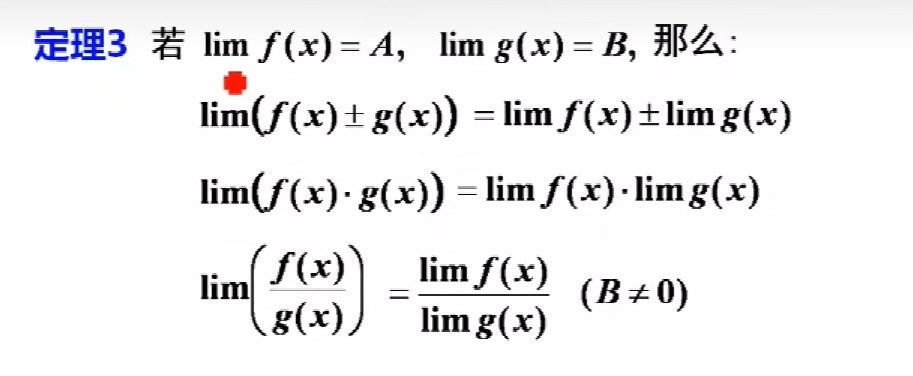 定理3 若 lim f(x) = A, lim g(x) = B, 那么:
lim(f(x) ± g(x)) = lim f(x) ± lim g(x)
lim(f(x) · g(x)) = lim f(x) · lim g(x)
lim(f(x)/g(x)) = lim f(x)/lim g(x) (B ≠ 0)